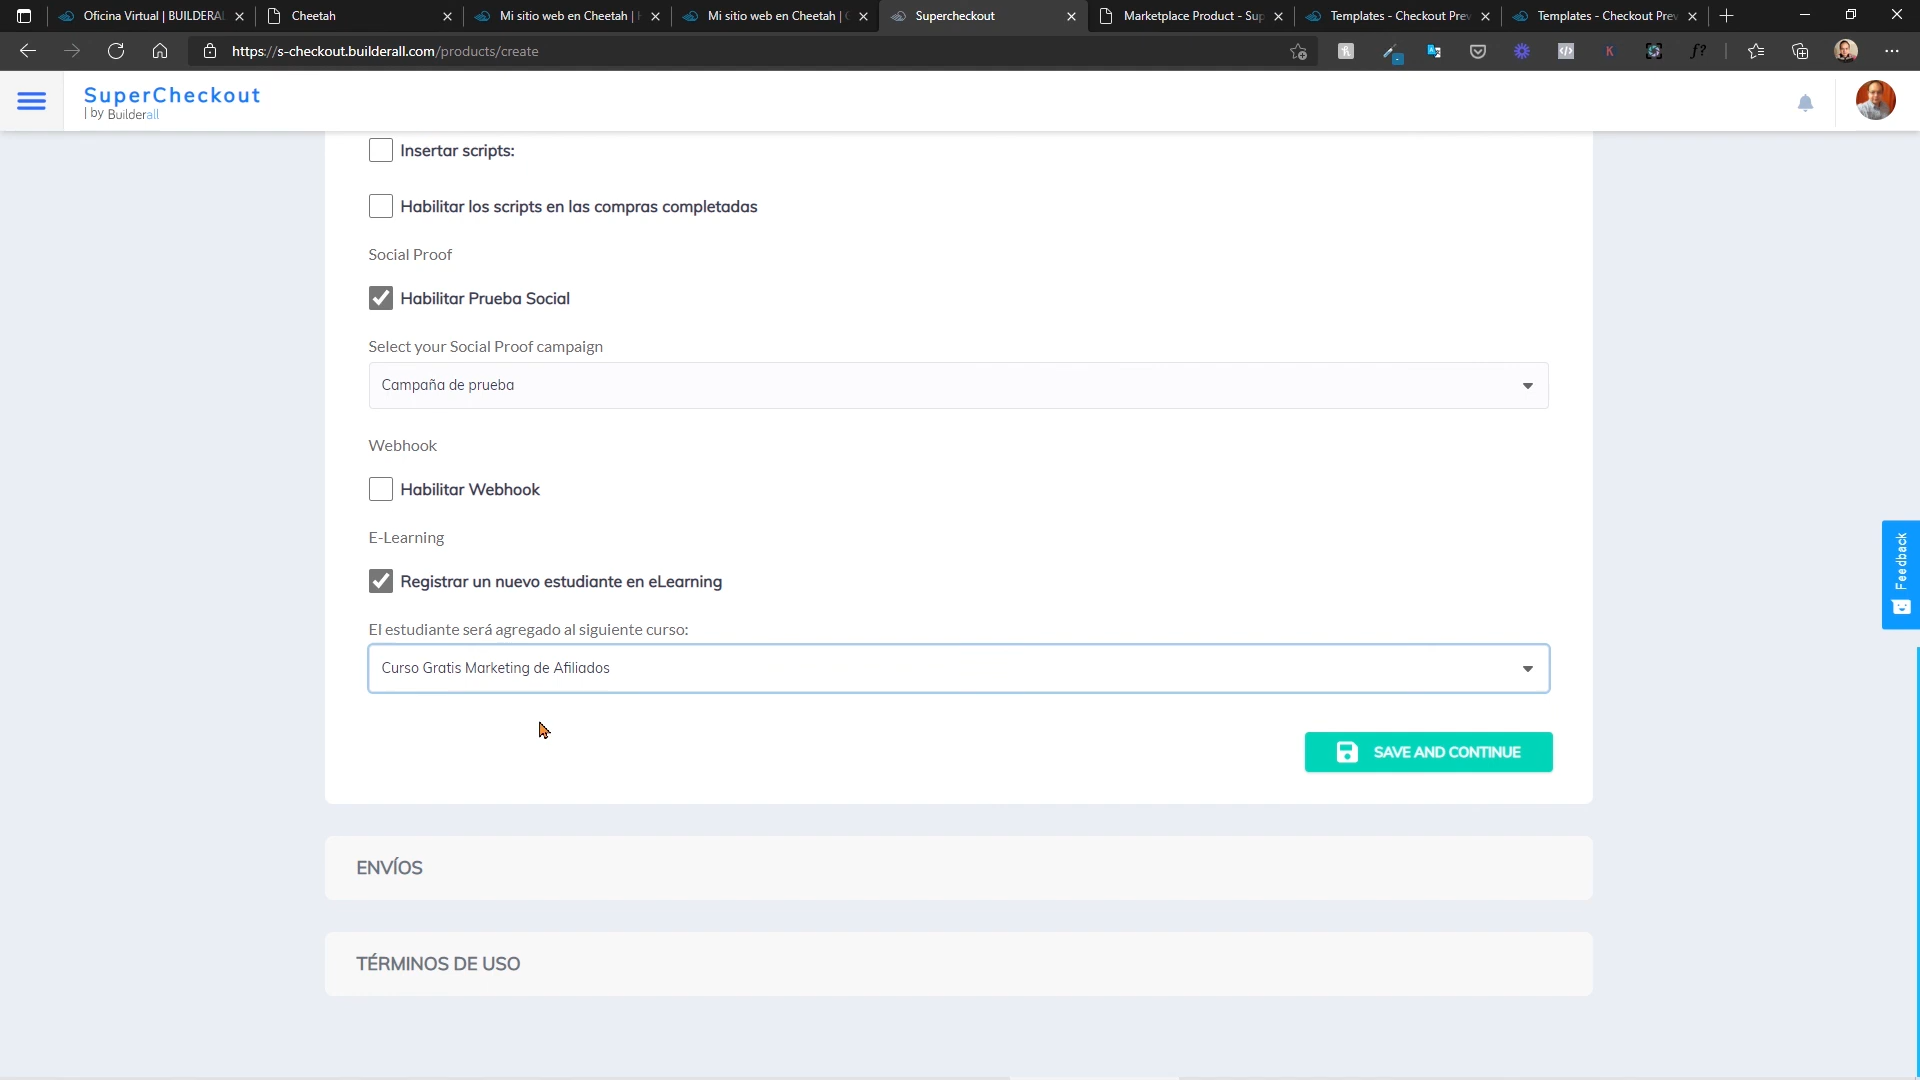 Oficina Virtual | BUILDERAL
Cheetah
Mi sitio web en Cheetah |
Mi sitio web en Cheetah |
Supercheckout
Marketplace Product - Sup
Templates - Checkout Prev
Templates - Checkout Prev
https://s-checkout.builderall.com/products/create
SuperCheckout
| by Builderall
Insertar scripts:
Habilitar los scripts en las compras completadas
Social Proof
Habilitar Prueba Social
Select your Social Proof campaign
Campaña de prueba
Webhook
Habilitar Webhook
E-Learning
Registrar un nuevo estudiante en eLearning
El estudiante será agregado al siguiente curso:
Curso Gratis Marketing de Afiliados
SAVE AND CONTINUE
Feedback
ENVÍOS
TÉRMINOS DE USO